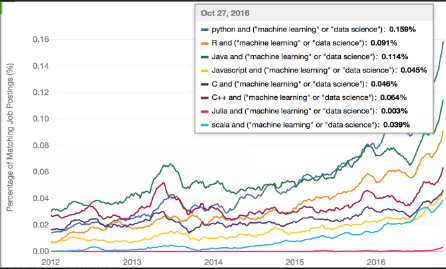 Oct 27, 2016
python and ("machine learning" or "data science"): 0.159%
R and ("machine learning" or "data science"): 0.091%
Java and ("machine learning" or "data science"): 0.114%
Javascript and ("machine learning" or "data science"): 0.045%
C and ("machine learning" or "data science"): 0.046%
C++ and ("machine learning" or "data science"): 0.064%
Julia and ("machine learning" or "data science"): 0.003%
scala and ("machine learning" or "data science"): 0.039%
Percentage of Matching Job Postings (%)
0.16
0.14
0.12
0.10
0.08
0.06
0.04
0.02
0.00
2012 2013 2014 2015 2016